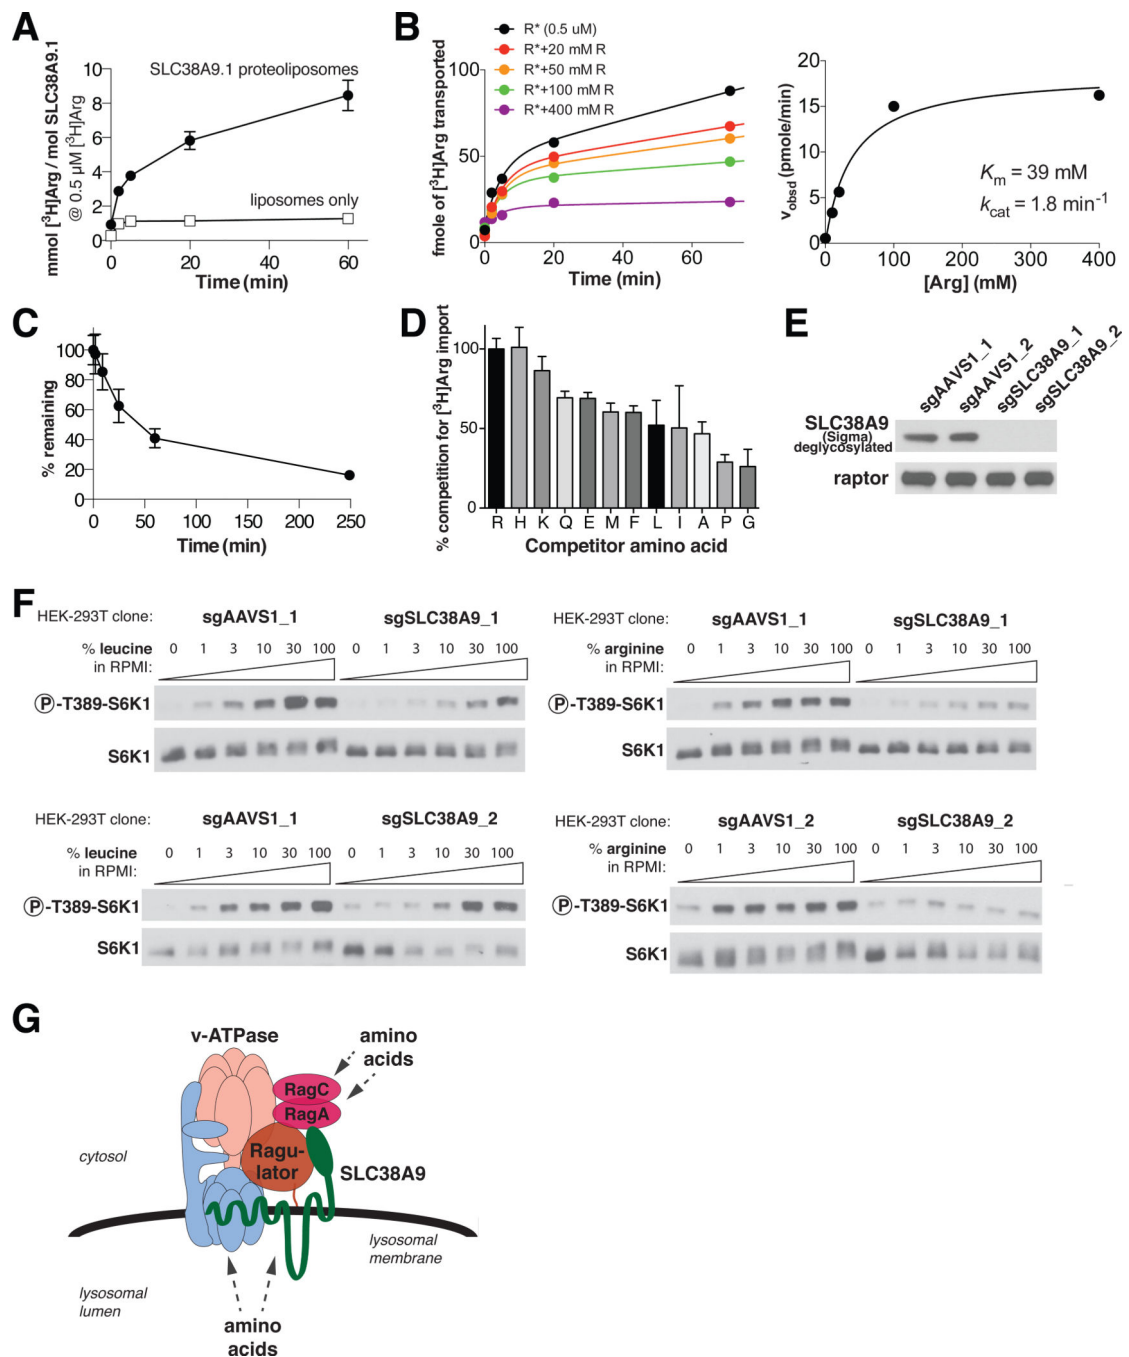 A
mmol [³H]Arg / mol SLC38A9.1
@ 0.5 µM [³H]Arg
10
8
6
4
2
0
SLC38A9.1 proteoliposomes
liposomes only
0 20 40 60
Time (min)
B
fmole of [³H]Arg transported
100
50
0
R* (0.5 uM)
R*+20 mM R
R*+50 mM R
R*+100 mM R
R*+400 mM R
0 20 40 60
Time (min)
vobsd (pmole/min)
20
15
10
5
0
Km = 39 mM
kcat = 1.8 min-1
0 100 200 300 400
[Arg] (mM)
C
% remaining
100
80
60
40
20
0
0 50 100 150 200 250
Time (min)
D
% competition for [³H]Arg import
100
50
0
R H K Q E M F L I A P G
Competitor amino acid
E
sgAAVS1_1
sgAAVS1_2
sgSLC38A9_1
sgSLC38A9_2
SLC38A9
(Sigma)
deglycosylated
raptor
F
HEK-293T clone: sgAAVS1_1 sgSLC38A9_1
% leucine 0 1 3 10 30 100 0 1 3 10 30 100
in RPMI:
P-T389-S6K1
S6K1
HEK-293T clone: sgAAVS1_1 sgSLC38A9_1
% arginine 0 1 3 10 30 100 0 1 3 10 30 100
in RPMI:
P-T389-S6K1
S6K1
HEK-293T clone: sgAAVS1_1 sgSLC38A9_2
% leucine 0 1 3 10 30 100 0 1 3 10 30 100
in RPMI:
P-T389-S6K1
S6K1
HEK-293T clone: sgAAVS1_2 sgSLC38A9_2
% arginine 0 1 3 10 30 100 0 1 3 10 30 100
in RPMI:
P-T389-S6K1
S6K1
G
v-ATPase
amino
acids
RagC
RagA
Ragu-
lator
SLC38A9
cytosol
lysosomal
membrane
lysosomal
lumen
amino
acids